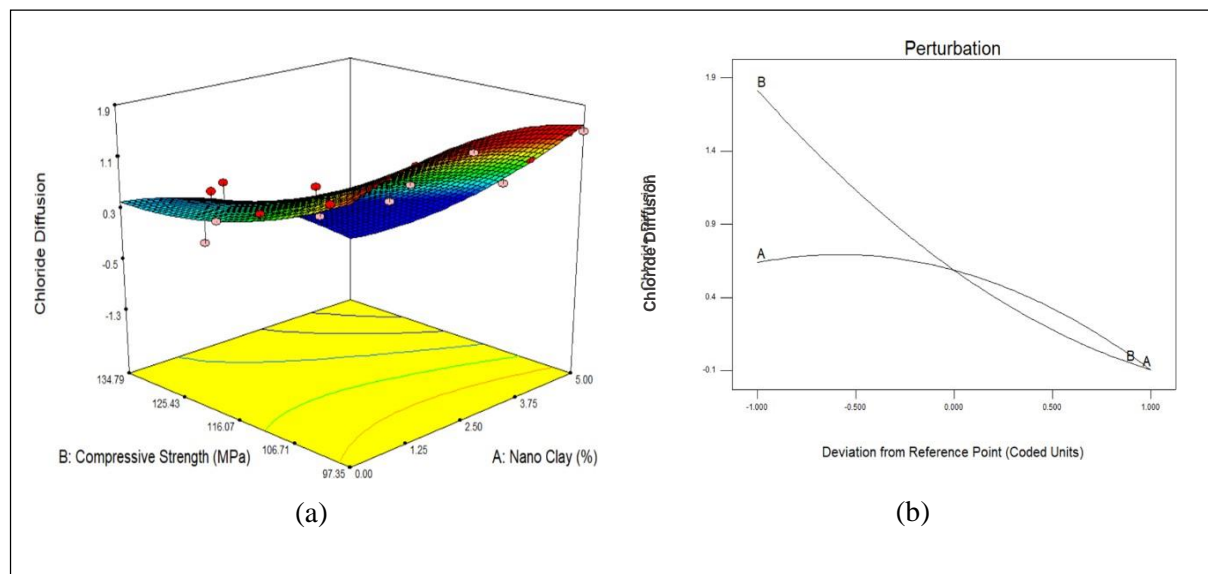 1.9
1.1
0.3
-0.5
-1.3
Chloride Diffusion
134.79
125.43
116.07
106.71
97.35
0.00
1.25
2.50
3.75
5.00
B: Compressive Strength (MPa)
A: Nano Clay (%)
(a)
Perturbation
1.9
1.4
0.9
0.4
-0.1
Chloride Diffusion
B
A
B
A
-1.000
-0.500
0.000
0.500
1.000
Deviation from Reference Point (Coded Units)
(b)